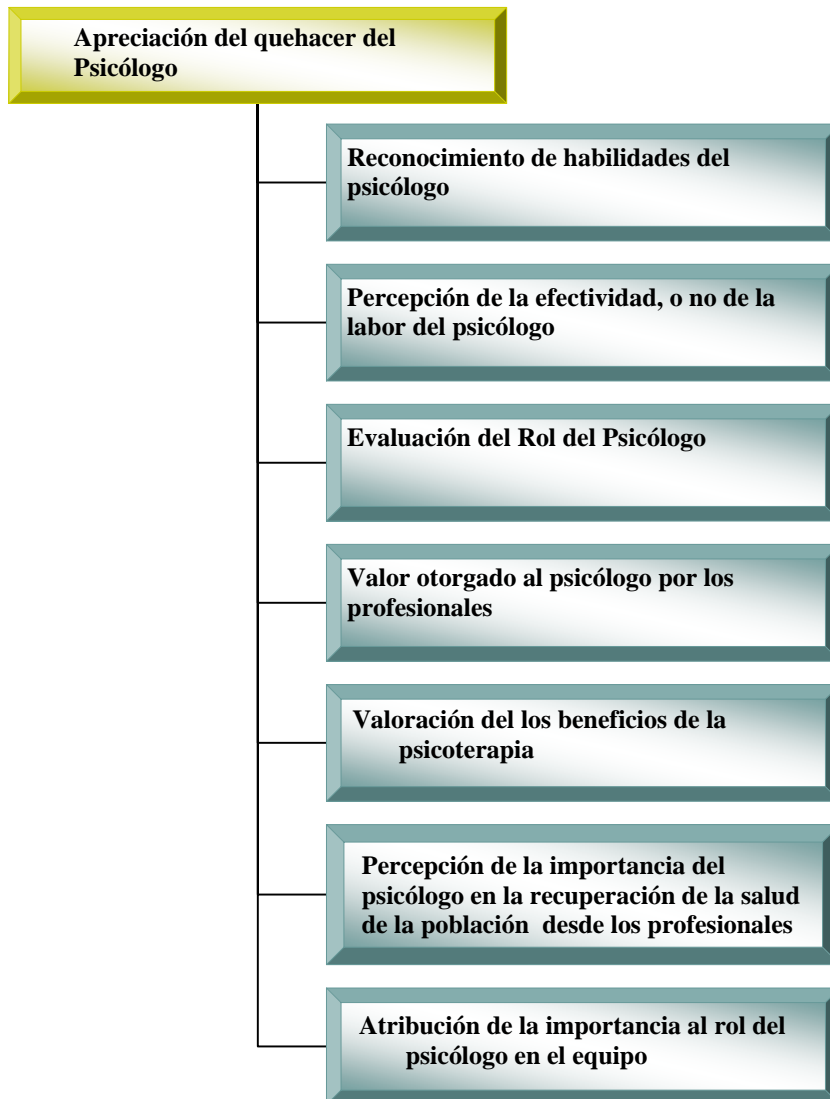 Apreciación del quehacer del
Psicólogo
Reconocimiento de habilidades del
psicólogo
Percepción de la efectividad, o no de la
labor del psicólogo
Evaluación del Rol del Psicólogo
Valor otorgado al psicólogo por los
profesionales
Valoración del los beneficios de la
psicoterapia
Percepción de la importancia del
psicólogo en la recuperación de la salud
de la población desde los profesionales
Atribución de la importancia al rol del
psicólogo en el equipo